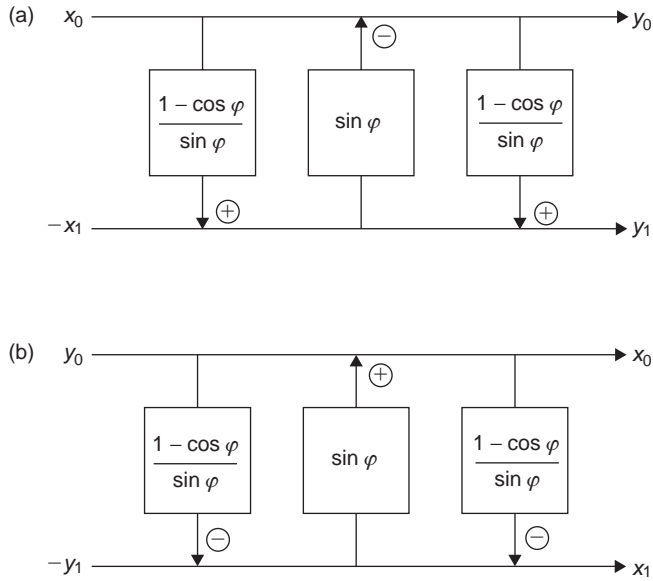 (a) x₀ y₀
⊖
1 − cos φ
sin φ
sin φ
1 − cos φ
sin φ
⊕ ⊕
−x₁ y₁
(b) y₀ x₀
⊕
1 − cos φ
sin φ
sin φ
1 − cos φ
sin φ
⊖ ⊖
−y₁ x₁